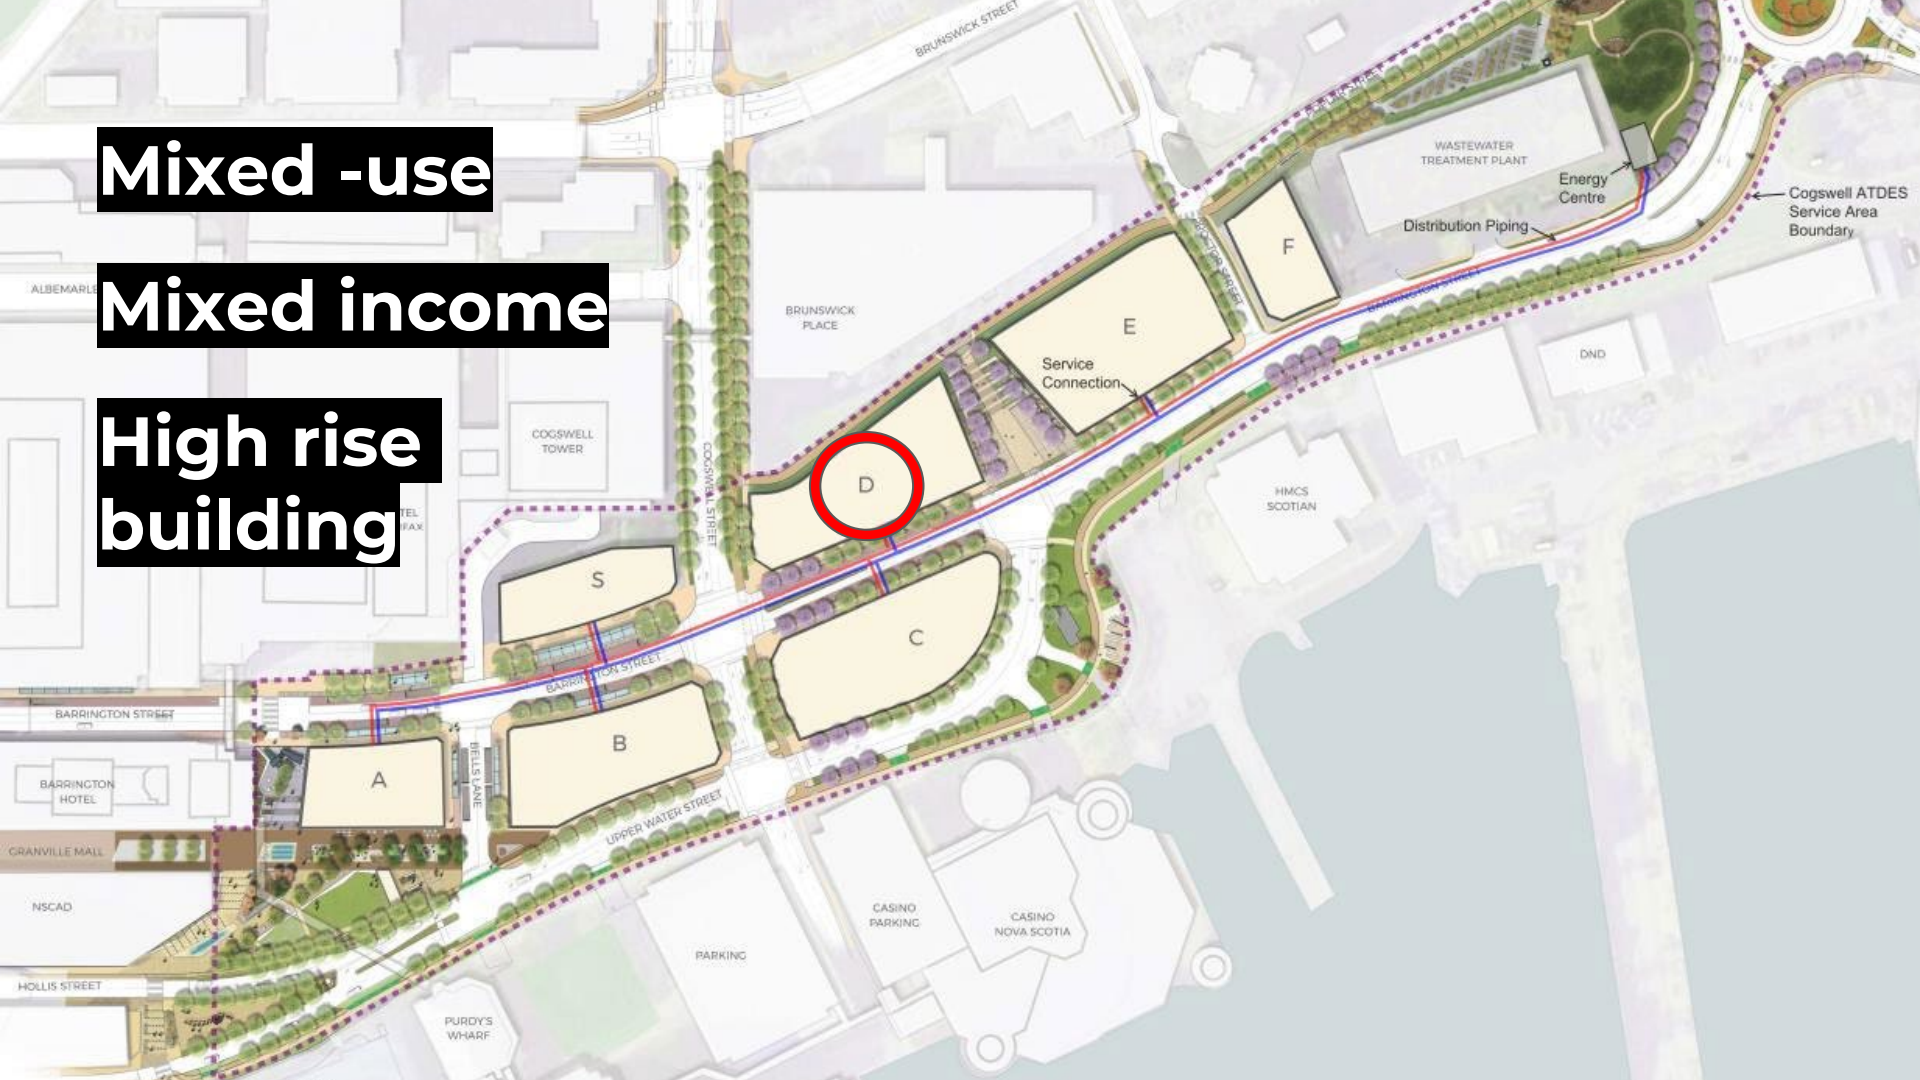 Mixed -use
Mixed income
High rise
building
BRUNSWICK STREET
WASTEWATER
TREATMENT PLANT
Energy
Centre
Cogswell ATDES
Service Area
Boundary
Distribution Piping
F
ALBEMARLE
BRUNSWICK
PLACE
E
BARRINGTON STREET
DND
Service
Connection
COGSWELL
TOWER
COGSWELL STREET
D
HMCS
SCOTIAN
S
C
BARRINGTON STREET
BARRINGTON STREET
B
A
BELLS LANE
BARRINGTON
HOTEL
UPPER WATER STREET
GRANVILLE MALL
NSCAD
CASINO
PARKING
CASINO
NOVA SCOTIA
PARKING
HOLLIS STREET
PURDY'S
WHARF